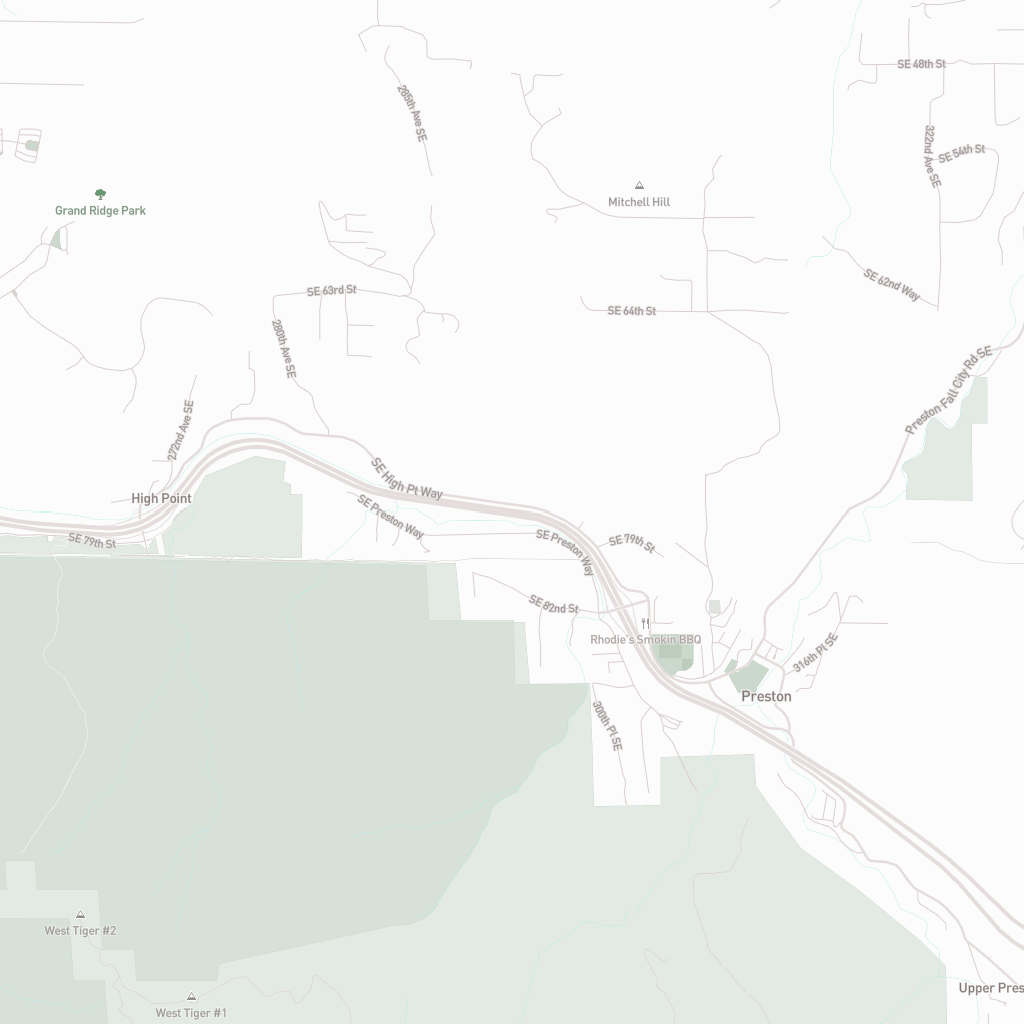 SE 48th St
285th Ave SE
322nd Ave SE
SE 54th St
Mitchell Hill
Grand Ridge Park
SE 62nd Way
SE 63rd St
SE 64th St
280th Ave SE
Preston Fall City Rd SE
272nd Ave SE
SE High Pt Way
High Point
SE Preston Way
SE 79th St
SE Preston Way
SE 79th St
SE 82nd St
Rhodie's Smokin BBQ
316th Pl SE
Preston
300th Pl SE
West Tiger #2
Upper Pres
West Tiger #1